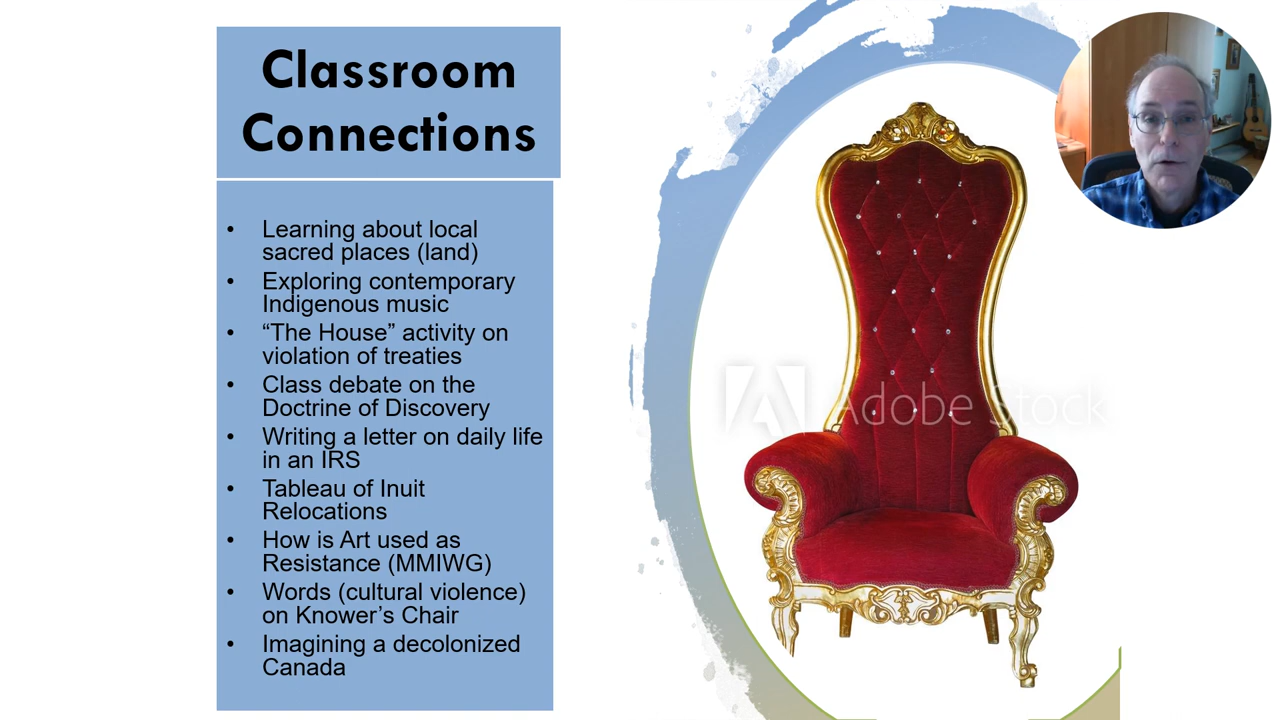 Classroom
Connections
• Learning about local
sacred places (land)
• Exploring contemporary
Indigenous music
• “The House” activity on
violation of treaties
• Class debate on the
Doctrine of Discovery
• Writing a letter on daily life
in an IRS
• Tableau of Inuit
Relocations
• How is Art used as
Resistance (MMIWG)
• Words (cultural violence)
on Knower’s Chair
• Imagining a decolonized
Canada
Adobe Stock